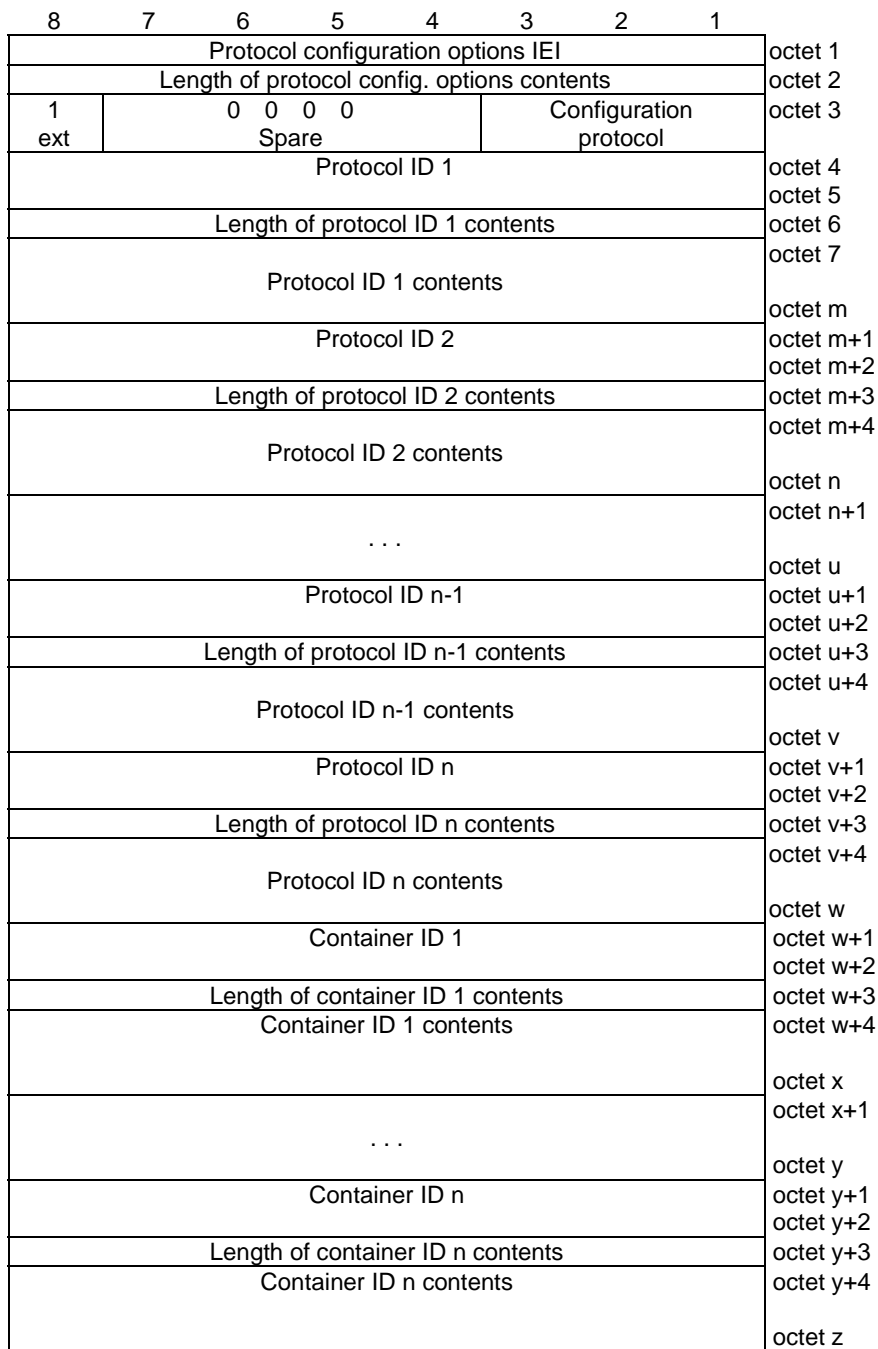 8 7 6 5 4 3 2 1
Protocol configuration options IEI octet 1
Length of protocol config. options contents octet 2
1 0 0 0 0 Configuration octet 3
ext Spare protocol
Protocol ID 1 octet 4
octet 5
Length of protocol ID 1 contents octet 6
octet 7
Protocol ID 1 contents
octet m
Protocol ID 2 octet m+1
octet m+2
Length of protocol ID 2 contents octet m+3
octet m+4
Protocol ID 2 contents
octet n
octet n+1
. . .
octet u
Protocol ID n-1 octet u+1
octet u+2
Length of protocol ID n-1 contents octet u+3
octet u+4
Protocol ID n-1 contents
octet v
Protocol ID n octet v+1
octet v+2
Length of protocol ID n contents octet v+3
octet v+4
Protocol ID n contents
octet w
Container ID 1 octet w+1
octet w+2
Length of container ID 1 contents octet w+3
Container ID 1 contents octet w+4
octet x
octet x+1
. . .
octet y
Container ID n octet y+1
octet y+2
Length of container ID n contents octet y+3
Container ID n contents octet y+4
octet z